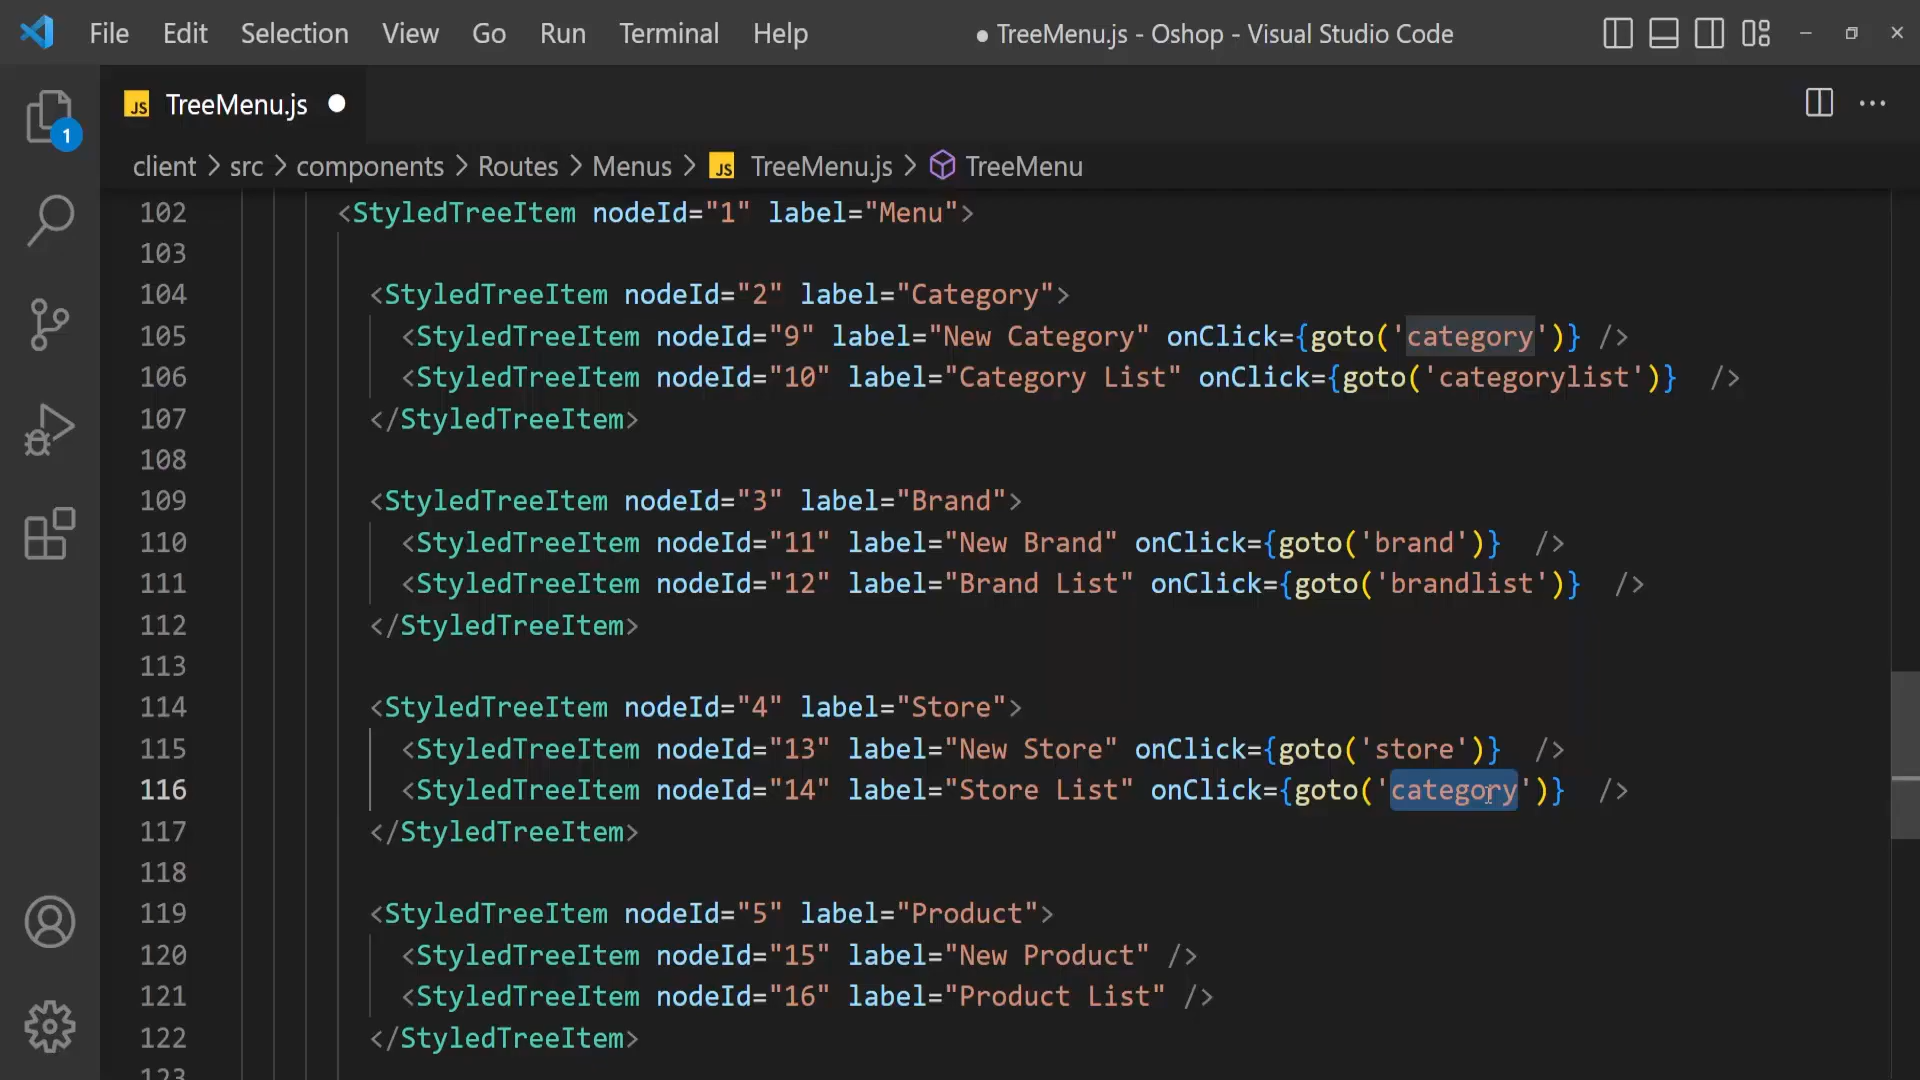 File Edit Selection View Go Run Terminal Help ● TreeMenu.js - Oshop - Visual Studio Code
JS TreeMenu.js ●
1
client > src > components > Routes > Menus > JS TreeMenu.js > TreeMenu
102 <StyledTreeItem nodeId="1" label="Menu">
103
104 <StyledTreeItem nodeId="2" label="Category">
105 <StyledTreeItem nodeId="9" label="New Category" onClick={goto('category')} />
106 <StyledTreeItem nodeId="10" label="Category List" onClick={goto('categorylist')}  />
107 </StyledTreeItem>
108
109 <StyledTreeItem nodeId="3" label="Brand">
110 <StyledTreeItem nodeId="11" label="New Brand" onClick={goto('brand')}  />
111 <StyledTreeItem nodeId="12" label="Brand List" onClick={goto('brandlist')}  />
112 </StyledTreeItem>
113
114 <StyledTreeItem nodeId="4" label="Store">
115 <StyledTreeItem nodeId="13" label="New Store" onClick={goto('store')}  />
116 <StyledTreeItem nodeId="14" label="Store List" onClick={goto('category')}  />
117 </StyledTreeItem>
118
119 <StyledTreeItem nodeId="5" label="Product">
120 <StyledTreeItem nodeId="15" label="New Product" />
121 <StyledTreeItem nodeId="16" label="Product List" />
122 </StyledTreeItem>
123